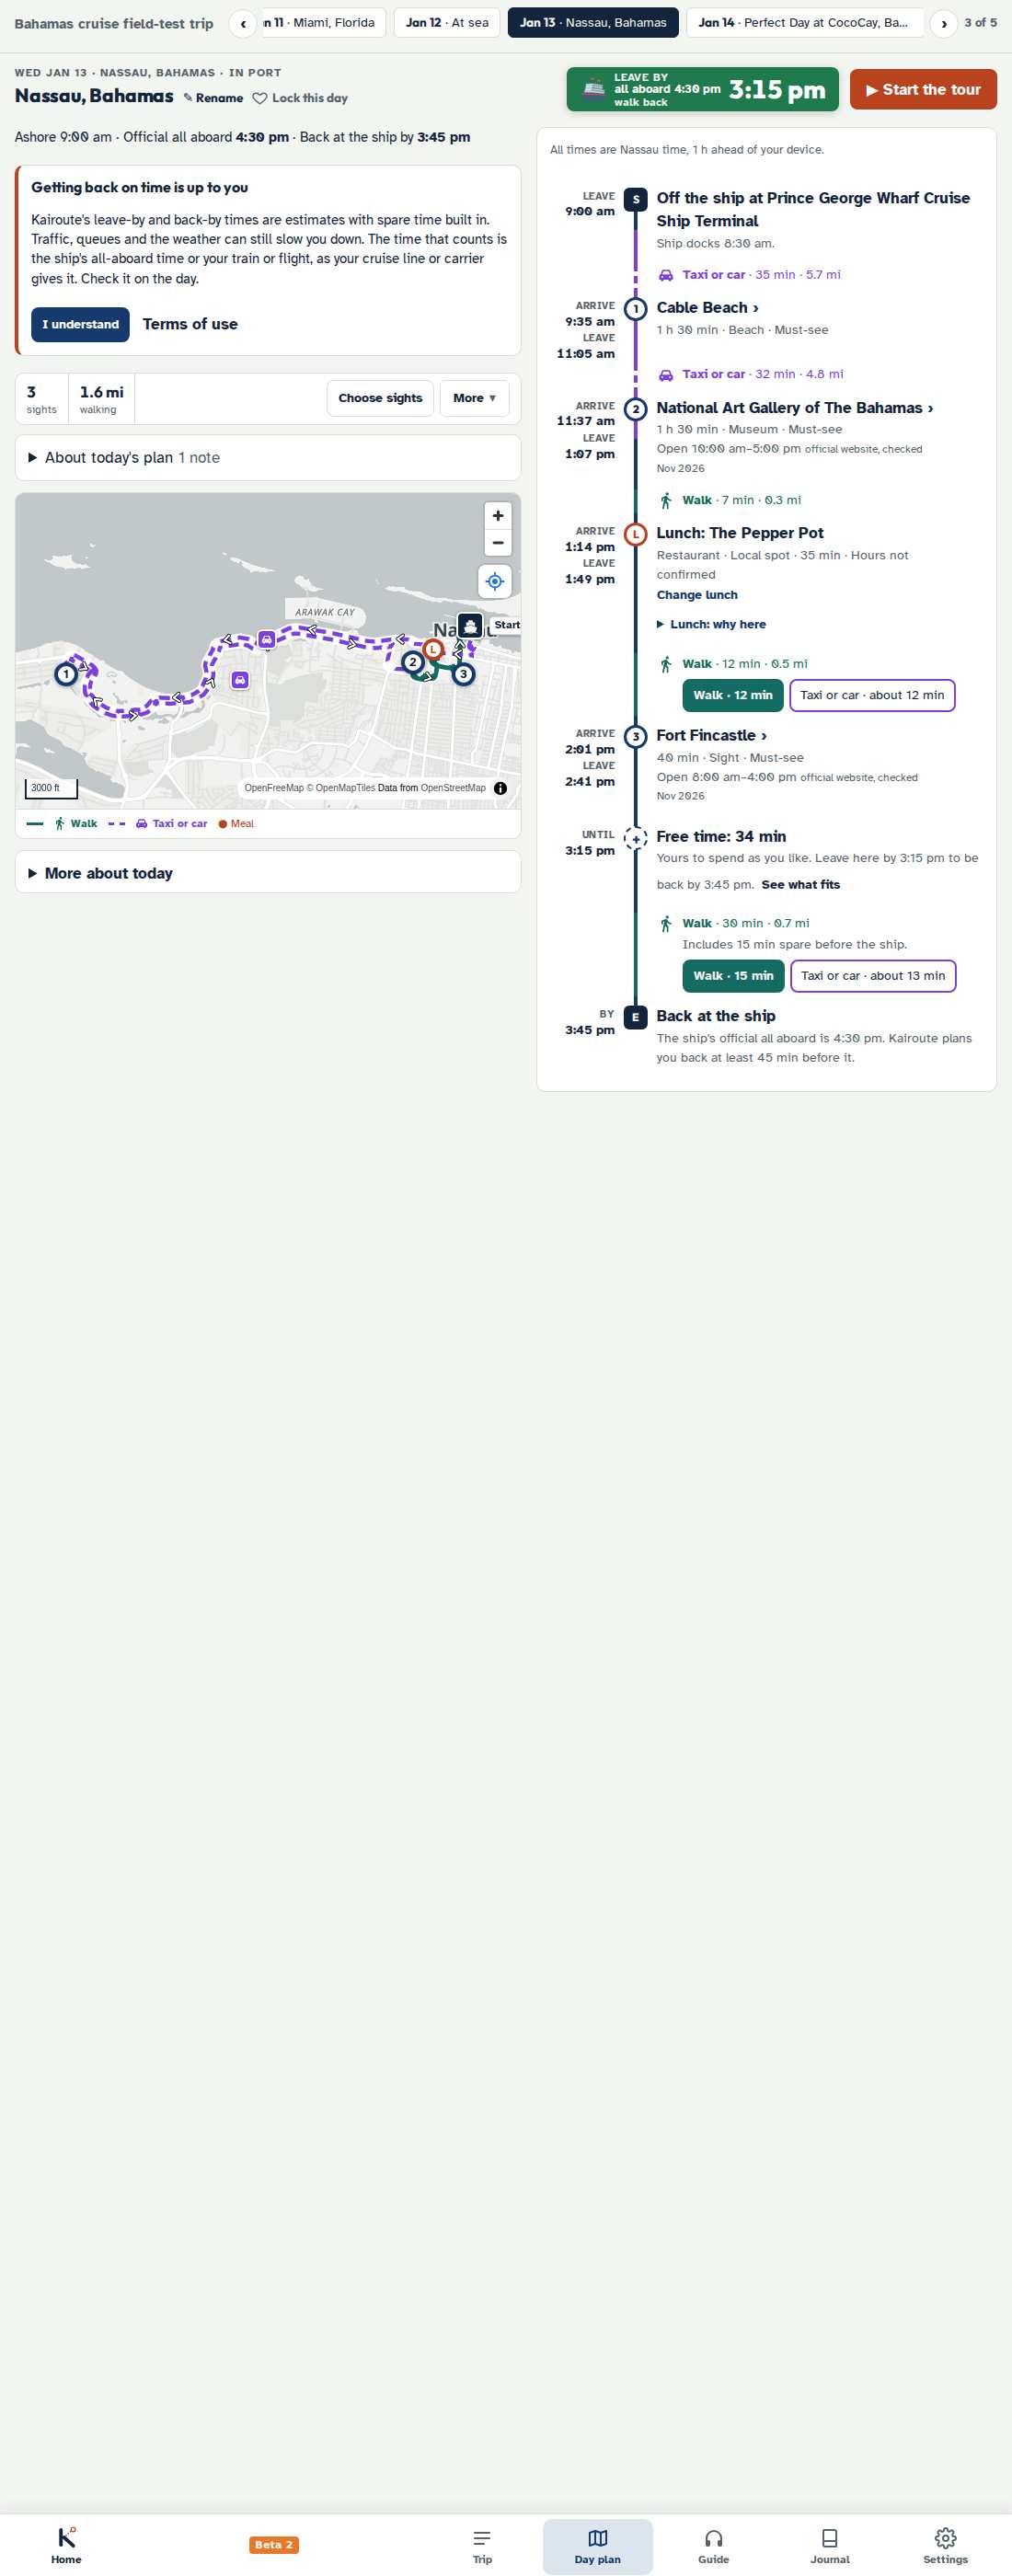 Bahamas cruise field-test trip
‹
n 11 · Miami, Florida
Jan 12 · At sea
Jan 13 · Nassau, Bahamas
Jan 14 · Perfect Day at CocoCay, Ba...
›
3 of 5
WED JAN 13 · NASSAU, BAHAMAS · IN PORT
Nassau, Bahamas
✎ Rename
Lock this day
LEAVE BY
all aboard 4:30 pm
walk back
3:15 pm
▶ Start the tour
Ashore 9:00 am · Official all aboard 4:30 pm · Back at the ship by 3:45 pm
Getting back on time is up to you
Kairoute's leave-by and back-by times are estimates with spare time built in.
Traffic, queues and the weather can still slow you down. The time that counts is
the ship's all-aboard time or your train or flight, as your cruise line or carrier
gives it. Check it on the day.
I understand
Terms of use
3
sights
1.6 mi
walking
Choose sights
More ▾
▶ About today's plan 1 note
+
−
ARAWAK CAY
Start
1
2
L
3
3000 ft
OpenFreeMap © OpenMapTiles Data from OpenStreetMap
Walk
Taxi or car
Meal
▶ More about today
All times are Nassau time, 1 h ahead of your device.
LEAVE
9:00 am
S
Off the ship at Prince George Wharf Cruise
Ship Terminal
Ship docks 8:30 am.
Taxi or car · 35 min · 5.7 mi
ARRIVE
9:35 am
LEAVE
11:05 am
1
Cable Beach ›
1 h 30 min · Beach · Must-see
Taxi or car · 32 min · 4.8 mi
ARRIVE
11:37 am
LEAVE
1:07 pm
2
National Art Gallery of The Bahamas ›
1 h 30 min · Museum · Must-see
Open 10:00 am–5:00 pm official website, checked
Nov 2026
Walk · 7 min · 0.3 mi
ARRIVE
1:14 pm
LEAVE
1:49 pm
L
Lunch: The Pepper Pot
Restaurant · Local spot · 35 min · Hours not
confirmed
Change lunch
▶ Lunch: why here
Walk · 12 min · 0.5 mi
Walk · 12 min
Taxi or car · about 12 min
ARRIVE
2:01 pm
LEAVE
2:41 pm
3
Fort Fincastle ›
40 min · Sight · Must-see
Open 8:00 am–4:00 pm official website, checked
Nov 2026
UNTIL
3:15 pm
+
Free time: 34 min
Yours to spend as you like. Leave here by 3:15 pm to be
back by 3:45 pm. See what fits
Walk · 30 min · 0.7 mi
Includes 15 min spare before the ship.
Walk · 15 min
Taxi or car · about 13 min
BY
3:45 pm
E
Back at the ship
The ship's official all aboard is 4:30 pm. Kairoute plans
you back at least 45 min before it.
Home
Beta 2
Trip
Day plan
Guide
Journal
Settings